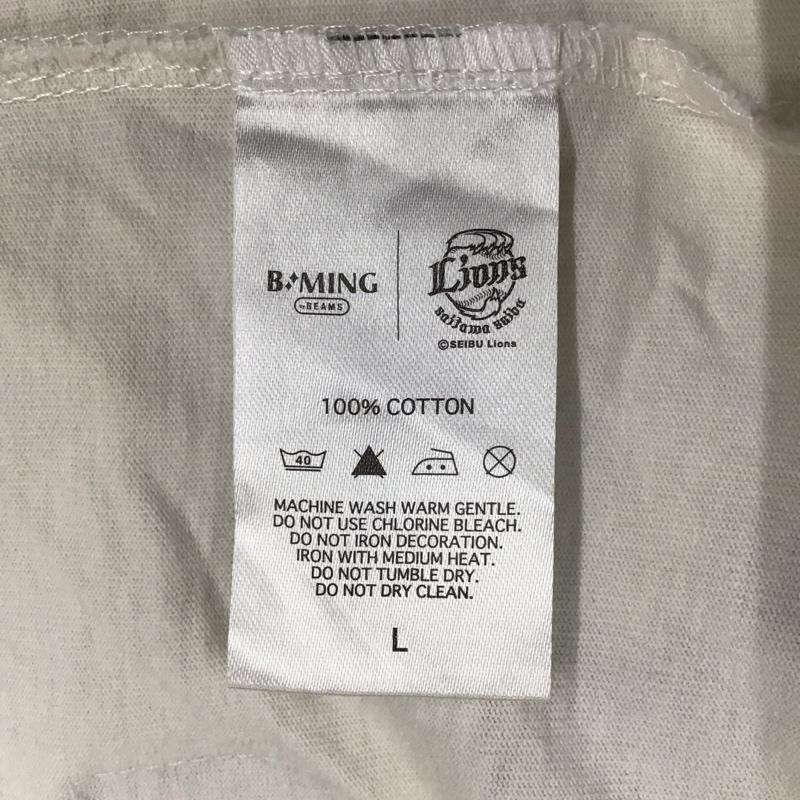 B MING
by BEAMS
Lions
saitama seibu
©SEIBU Lions
100% COTTON
40
MACHINE WASH WARM GENTLE.
DO NOT USE CHLORINE BLEACH.
DO NOT IRON DECORATION.
IRON WITH MEDIUM HEAT.
DO NOT TUMBLE DRY.
DO NOT DRY CLEAN.
L